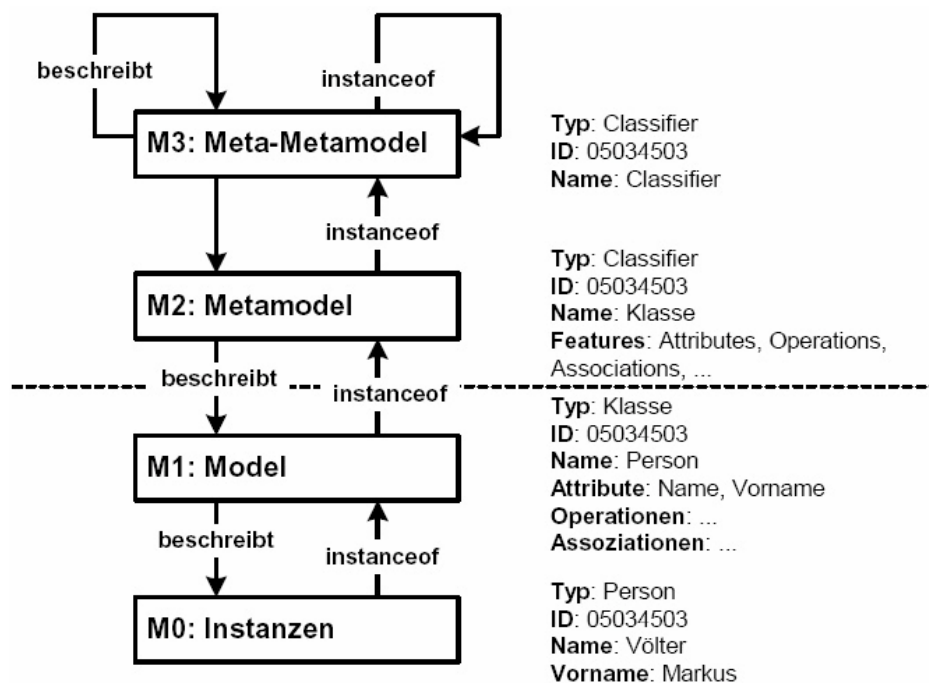 beschreibt
instanceof
M3: Meta-Metamodel
Typ: Classifier
ID: 05034503
Name: Classifier
instanceof
M2: Metamodel
Typ: Classifier
ID: 05034503
Name: Klasse
Features: Attributes, Operations,
Associations, ...
beschreibt
instanceof
M1: Model
Typ: Klasse
ID: 05034503
Name: Person
Attribute: Name, Vorname
Operationen: ...
Assoziationen: ...
beschreibt
instanceof
M0: Instanzen
Typ: Person
ID: 05034503
Name: Völter
Vorname: Markus